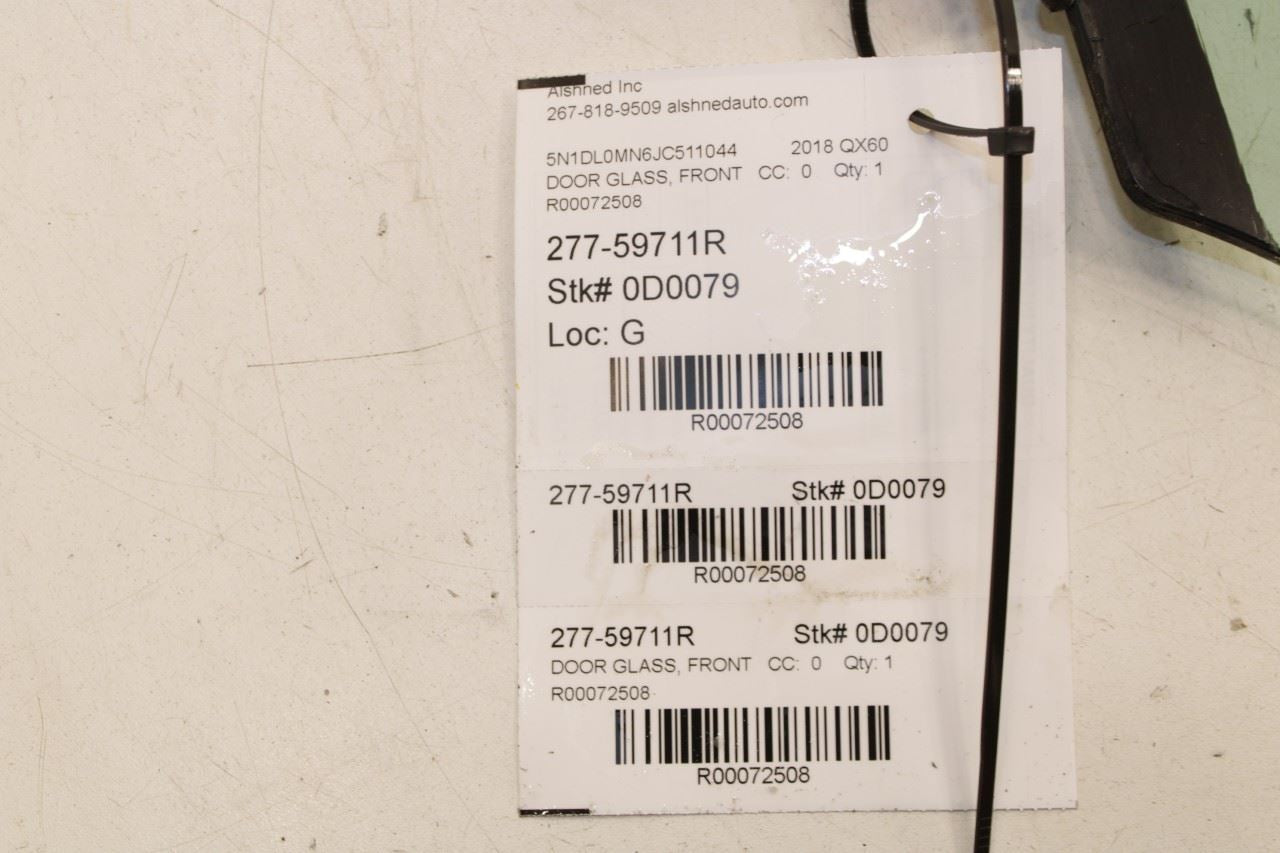 Alshned Inc
267-818-9509 alshnedauto.com
5N1DL0MN6JC511044 2018 QX60
DOOR GLASS, FRONT CC: 0 Qty: 1
R00072508
277-59711R
Stk# 0D0079
Loc: G
R00072508
277-59711R Stk# 0D0079
R00072508
277-59711R Stk# 0D0079
DOOR GLASS, FRONT CC: 0 Qty: 1
R00072508
R00072508